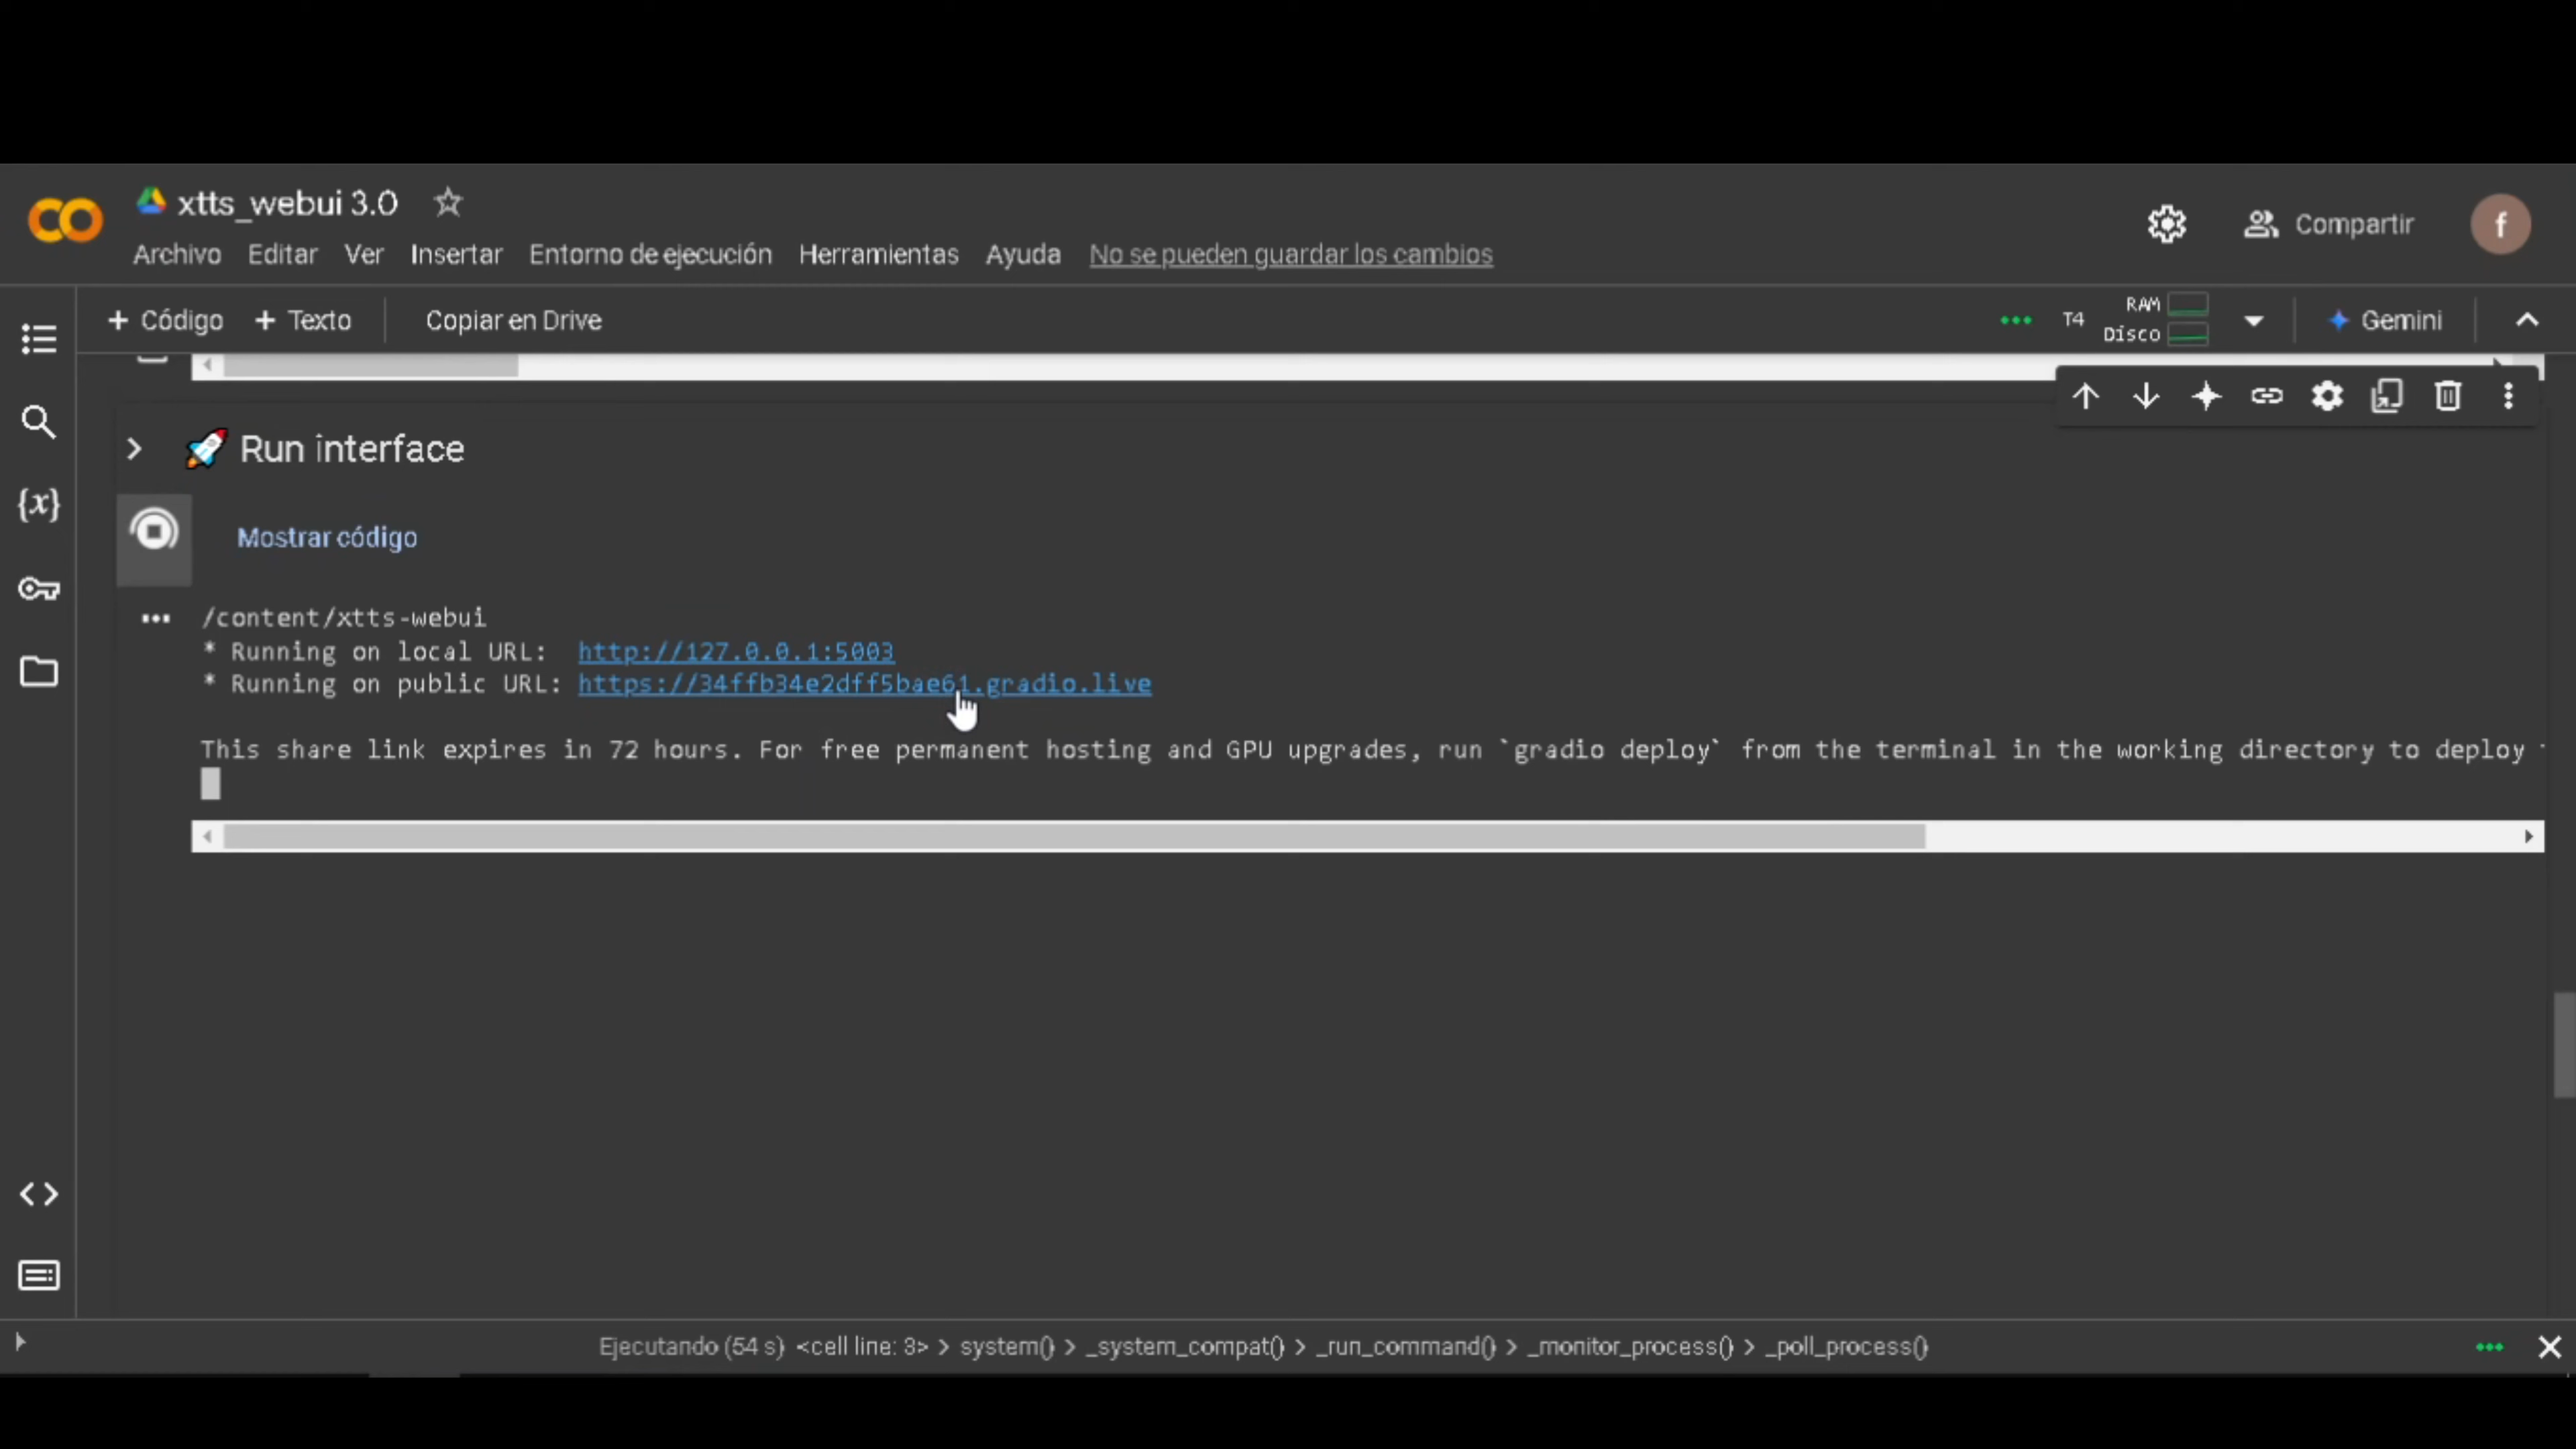 xtts_webui 3.0
Archivo Editar Ver Insertar Entorno de ejecución Herramientas Ayuda No se pueden guardar los cambios
Compartir
f
+ Código + Texto Copiar en Drive
T4 RAM
Disco
Gemini
{x}
🚀 Run interface
Mostrar código
/content/xtts-webui
* Running on local URL: http://127.0.0.1:5003
* Running on public URL: https://34ffb34e2dff5bae61.gradio.live
This share link expires in 72 hours. For free permanent hosting and GPU upgrades, run `gradio deploy` from the terminal in the working directory to deploy
Ejecutando (54 s) <cell line: 3> > system() > _system_compat() > _run_command() > _monitor_process() > _poll_process()